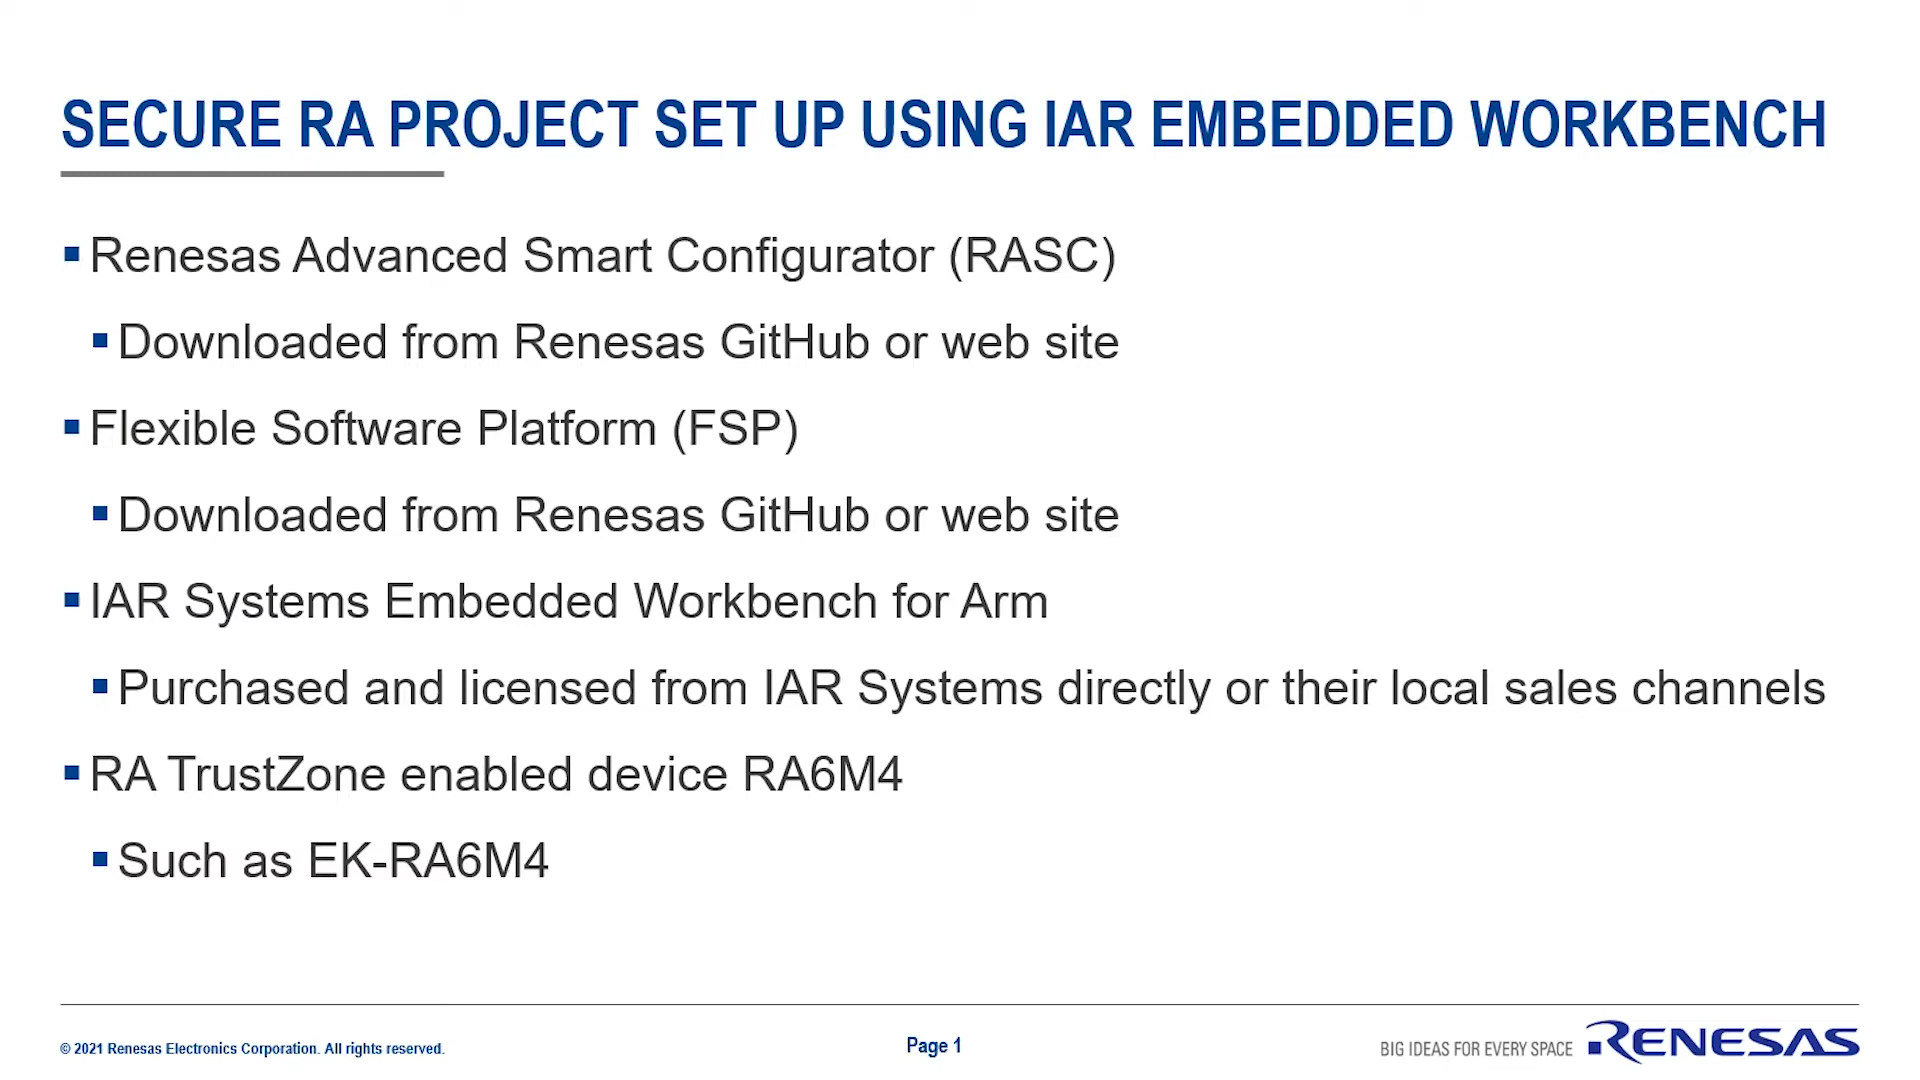 SECURE RA PROJECT SET UP USING IAR EMBEDDED WORKBENCH
Renesas Advanced Smart Configurator (RASC)
Downloaded from Renesas GitHub or web site
Flexible Software Platform (FSP)
Downloaded from Renesas GitHub or web site
IAR Systems Embedded Workbench for Arm
Purchased and licensed from IAR Systems directly or their local sales channels
RA TrustZone enabled device RA6M4
Such as EK-RA6M4
© 2021 Renesas Electronics Corporation. All rights reserved.
Page 1
BIG IDEAS FOR EVERY SPACE RENESAS